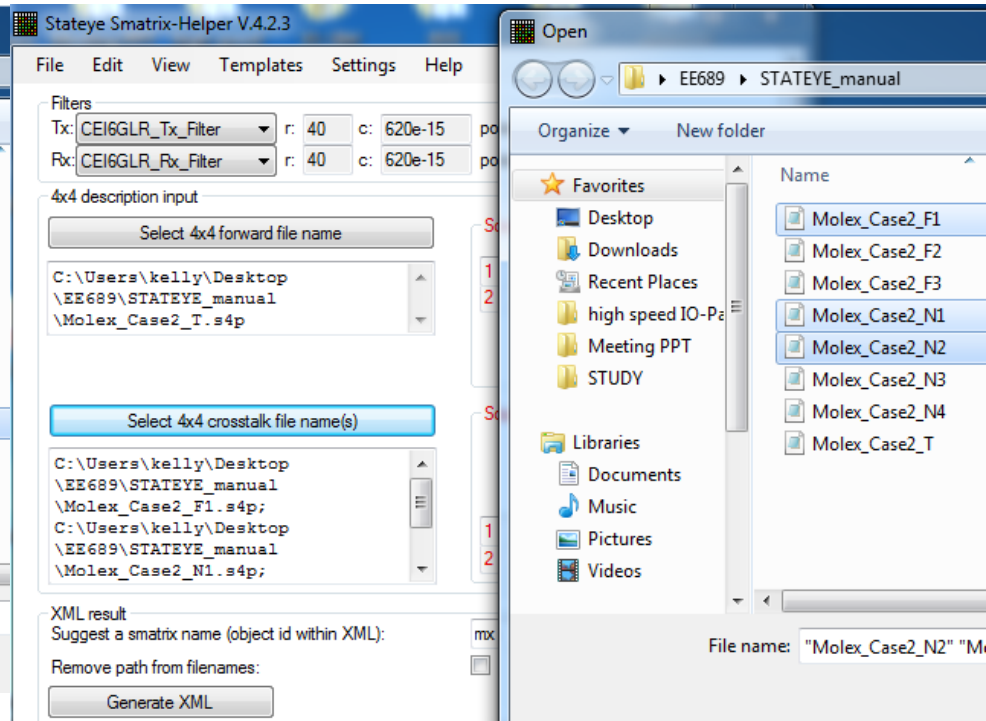 Stateye Smatrix-Helper V.4.2.3
File Edit View Templates Settings Help
Filters
Tx: CEI6GLR_Tx_Filter r: 40 c: 620e-15
Rx: CEI6GLR_Rx_Filter r: 40 c: 620e-15
4x4 description input
Select 4x4 forward file name
C:\Users\kelly\Desktop
\EE689\STATEYE_manual
\Molex_Case2_T.s4p
1
2
Select 4x4 crosstalk file name(s)
C:\Users\kelly\Desktop
\EE689\STATEYE_manual
\Molex_Case2_F1.s4p;
C:\Users\kelly\Desktop
\EE689\STATEYE_manual
\Molex_Case2_N1.s4p;
1
2
XML result
Suggest a smatrix name (object id within XML): mx
Remove path from filenames:
Generate XML
Open
EE689 STATEYE_manual
Organize New folder
Favorites
Desktop
Downloads
Recent Places
high speed IO-Pa
Meeting PPT
STUDY
Libraries
Documents
Music
Pictures
Videos
Name
Molex_Case2_F1
Molex_Case2_F2
Molex_Case2_F3
Molex_Case2_N1
Molex_Case2_N2
Molex_Case2_N3
Molex_Case2_N4
Molex_Case2_T
File name: "Molex_Case2_N2"